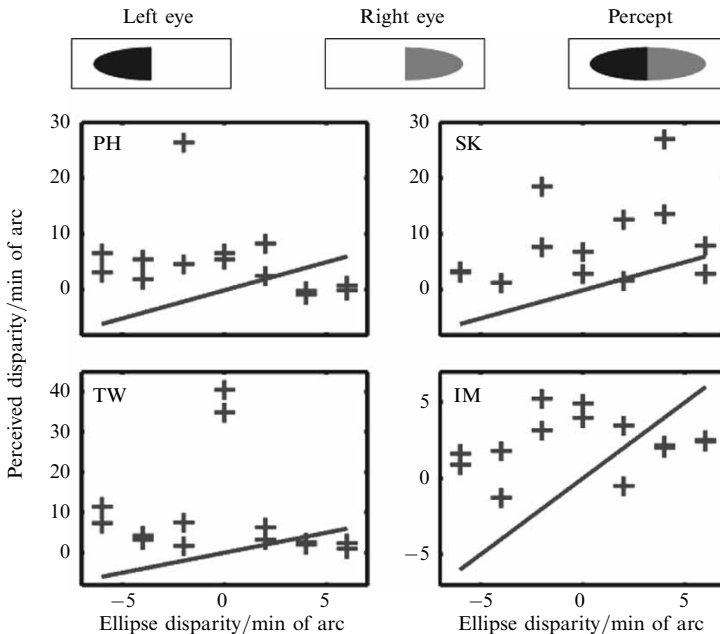 Left eye Right eye Percept
PH
30
20
10
0
SK
30
20
10
0
Perceived disparity/min of arc
TW
40
30
20
10
0
−5 0 5
Ellipse disparity/min of arc
IM
5
0
−5
−5 0 5
Ellipse disparity/min of arc